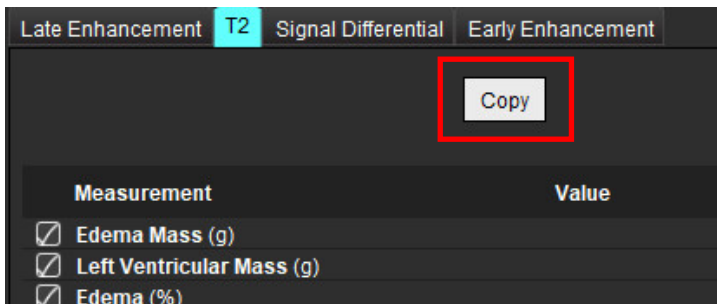 Late Enhancement T2 Signal Differential Early Enhancement
Copy
Measurement Value
Edema Mass (g)
Left Ventricular Mass (g)
Edema (%)